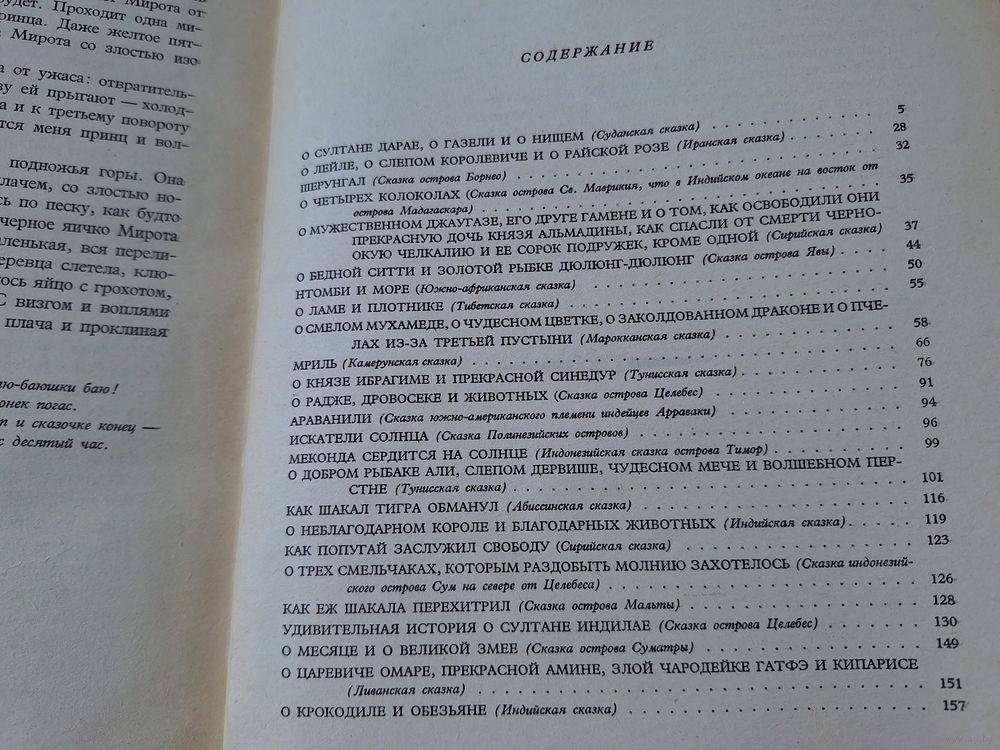 удет. Проходит одна ми-
ринца. Даже желтое пят-
Мирота со злостью изо
а от ужаса: отвратитель-
ву ей прыгают — холод-
а и к третьему повороту
тся меня принц и вол-
подножья горы. Она
лачем, со злостью но-
сь по песку, как будто
черное яичко Мирота
аленькая, вся перели-
еревца слетела, клю-
лось яйцо с грохотом,
С визгом и воплями
плача и проклиная
ю-баюшки баю!
онек погас.
т и сказочке конец —
с десятый час.
СОДЕРЖАНИЕ
О СУЛТАНЕ ДАРАЕ, О ГАЗЕЛИ И О НИЩЕМ (Суданская сказка) . . . . . . . . . . 5
О ЛЕЙЛЕ, О СЛЕПОМ КОРОЛЕВИЧЕ И О РАЙСКОЙ РОЗЕ (Иранская сказка) . . . . . 28
ШЕРУНГАЛ (Сказка острова Борнео) . . . . . . . . . . 32
О ЧЕТЫРЕХ КОЛОКОЛАХ (Сказка острова Св. Маврикия, что в Индийском океане на восток от
острова Мадагаскара) . . . . . . . . . . 35
О МУЖЕСТВЕННОМ ДЖАУГАЗЕ, ЕГО ДРУГЕ ГАМЕНЕ И О ТОМ, КАК ОСВОБОДИЛИ ОНИ
ПРЕКРАСНУЮ ДОЧЬ КНЯЗЯ АЛЬМАДИНЫ, КАК СПАСЛИ ОТ СМЕРТИ ЧЕРНО-
ОКУЮ ЧЕЛКАЛИЮ И ЕЕ СОРОК ПОДРУЖЕК, КРОМЕ ОДНОЙ (Сирийская сказка) . . . 37
О БЕДНОЙ СИТТИ И ЗОЛОТОЙ РЫБКЕ ДЮЛЮНГ-ДЮЛЮНГ (Сказка острова Явы) . . . 44
НТОМБИ И МОРЕ (Южно-африканская сказка) . . . . . . . . . . 50
О ЛАМЕ И ПЛОТНИКЕ (Тибетская сказка) . . . . . . . . . . 55
О СМЕЛОМ МУХАМЕДЕ, О ЧУДЕСНОМ ЦВЕТКЕ, О ЗАКОЛДОВАННОМ ДРАКОНЕ И О ПЧЕ-
ЛАХ ИЗ-ЗА ТРЕТЬЕЙ ПУСТЫНИ (Марокканская сказка) . . . . . . . . . . 58
МРИЛЬ (Камерунская сказка) . . . . . . . . . . 66
О КНЯЗЕ ИБРАГИМЕ И ПРЕКРАСНОЙ СИНЕДУР (Тунисская сказка) . . . . . . . . . . 76
О РАДЖЕ, ДРОВОСЕКЕ И ЖИВОТНЫХ (Сказка острова Целебес) . . . . . . . . . . 91
АРАВАНИЛИ (Сказка южно-американского племени индейцев Арраваки) . . . . . . . . . . 94
ИСКАТЕЛИ СОЛНЦА (Сказка Полинезийских островов) . . . . . . . . . . 96
МЕКОНДА СЕРДИТСЯ НА СОЛНЦЕ (Индонезийская сказка острова Тимор) . . . . . . . . . . 99
О ДОБРОМ РЫБАКЕ АЛИ, СЛЕПОМ ДЕРВИШЕ, ЧУДЕСНОМ МЕЧЕ И ВОЛШЕБНОМ ПЕР-
СТНЕ (Тунисская сказка) . . . . . . . . . . 101
КАК ШАКАЛ ТИГРА ОБМАНУЛ (Абиссинская сказка) . . . . . . . . . . 116
О НЕБЛАГОДАРНОМ КОРОЛЕ И БЛАГОДАРНЫХ ЖИВОТНЫХ (Индийская сказка) . . . . 119
КАК ПОПУГАЙ ЗАСЛУЖИЛ СВОБОДУ (Сирийская сказка) . . . . . . . . . . 123
О ТРЕХ СМЕЛЬЧАКАХ, КОТОРЫМ РАЗДОБЫТЬ МОЛНИЮ ЗАХОТЕЛОСЬ (Сказка индонезий-
ского острова Сум на севере от Целебеса) . . . . . . . . . . 126
КАК ЕЖ ШАКАЛА ПЕРЕХИТРИЛ (Сказка острова Мальты) . . . . . . . . . . 128
УДИВИТЕЛЬНАЯ ИСТОРИЯ О СУЛТАНЕ ИНДИЛАЕ (Сказка острова Целебес) . . . . . . . 130
О МЕСЯЦЕ И О ВЕЛИКОЙ ЗМЕЕ (Сказка острова Суматры) . . . . . . . . . . 149
О ЦАРЕВИЧЕ ОМАРЕ, ПРЕКРАСНОЙ АМИНЕ, ЗЛОЙ ЧАРОДЕЙКЕ ГАТФЭ И КИПАРИСЕ
(Ливанская сказка) . . . . . . . . . . 151
О КРОКОДИЛЕ И ОБЕЗЬЯНЕ (Индийская сказка) . . . . . . . . . . 157